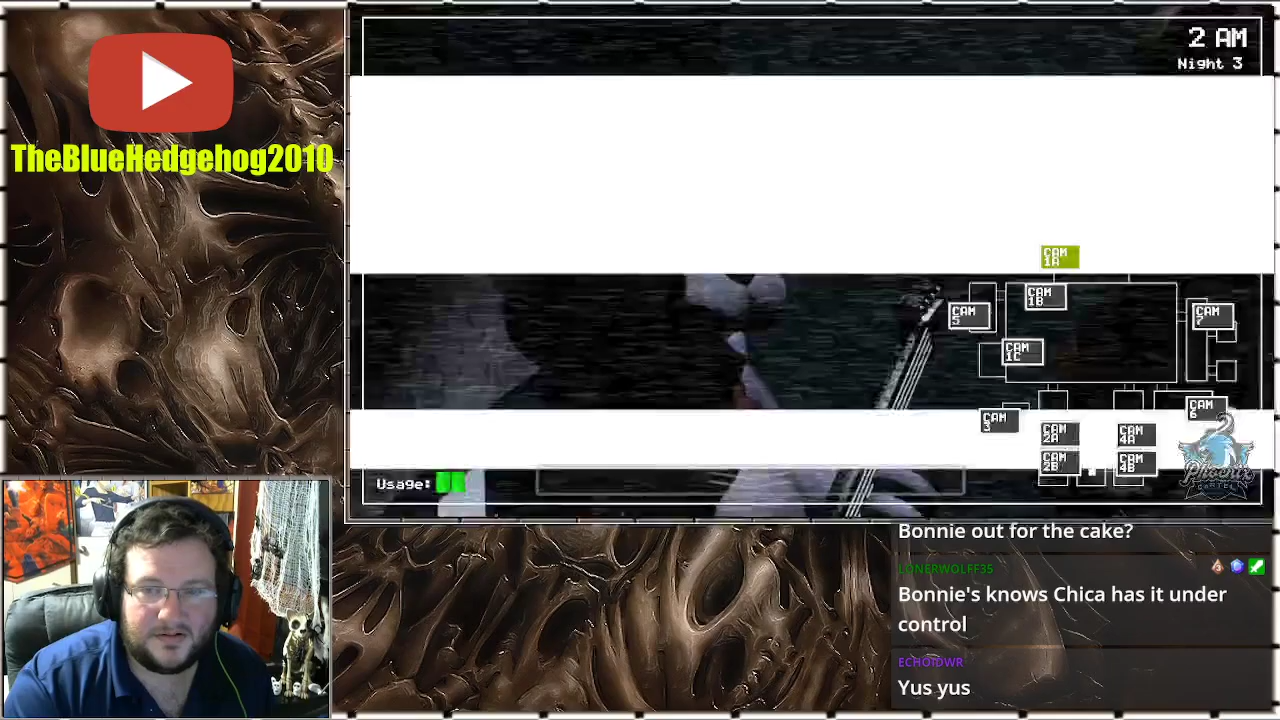 TheBlueHedgehog2010
2 AM
Night 3
CAM
1A
CAM
1B
CAM
5
CAM
7
CAM
1C
CAM
3
CAM
6
CAM
2A
CAM
4A
CAM
2B
CAM
4B
Phoenix
Usage:
Bonnie out for the cake?
LONERWOLFF35
Bonnie's knows Chica has it under
control
ECHOIDWR
Yus yus